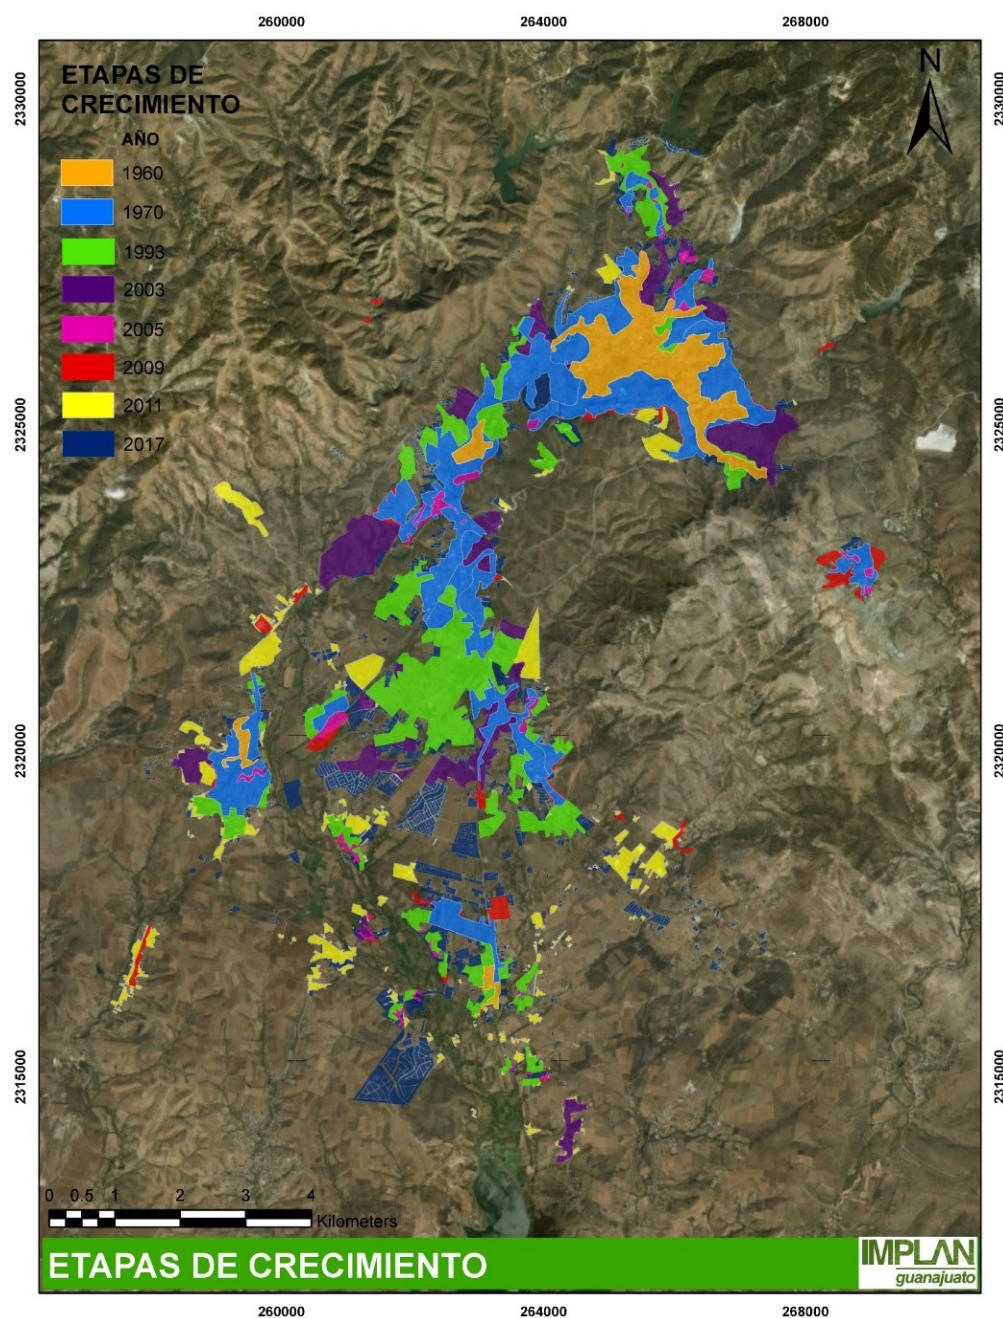 260000 264000 268000
2330000 2330000
N
ETAPAS DE
CRECIMIENTO
AÑO
1960
1970
1993
2003
2005
2009
2011
2017
2325000 2325000
2320000 2320000
2315000 2315000
0 0.5 1 2 3 4
Kilometers
ETAPAS DE CRECIMIENTO
IMPLAN
guanajuato
260000 264000 268000